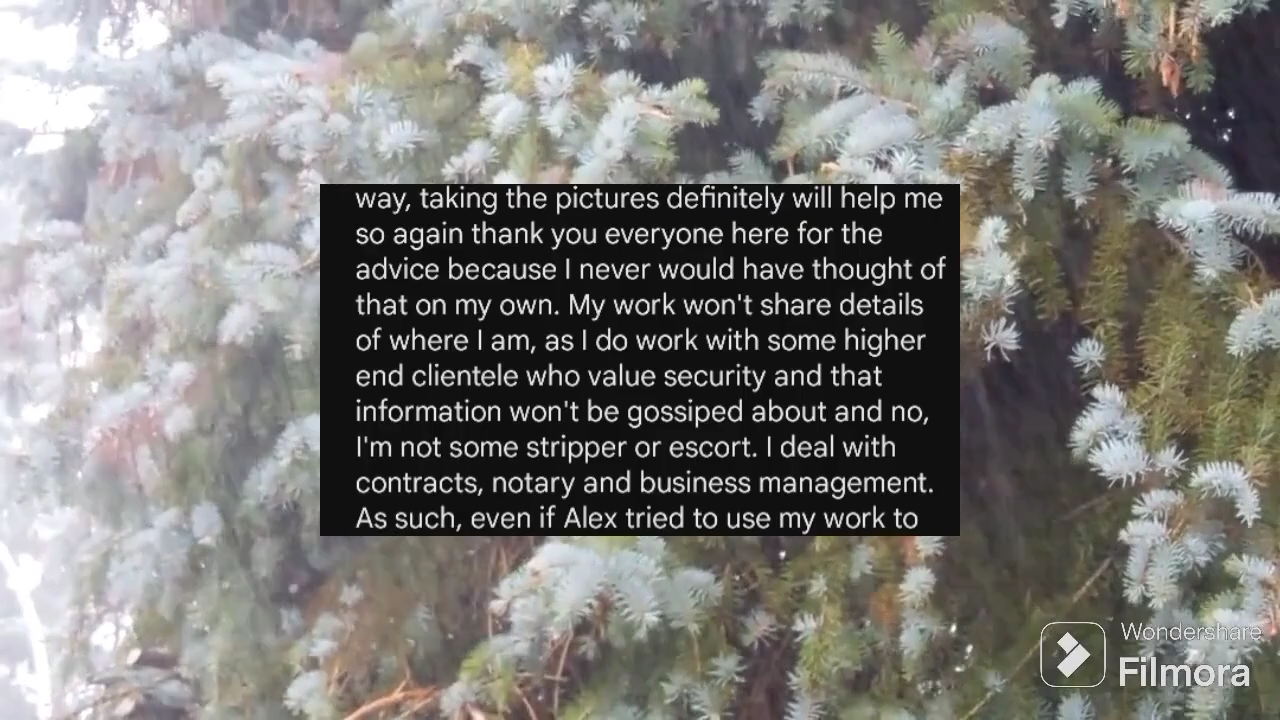 way, taking the pictures definitely will help me
so again thank you everyone here for the
advice because I never would have thought of
that on my own. My work won't share details
of where I am, as I do work with some higher
end clientele who value security and that
information won't be gossiped about and no,
I'm not some stripper or escort. I deal with
contracts, notary and business management.
As such, even if Alex tried to use my work to
Wondershare
Filmora